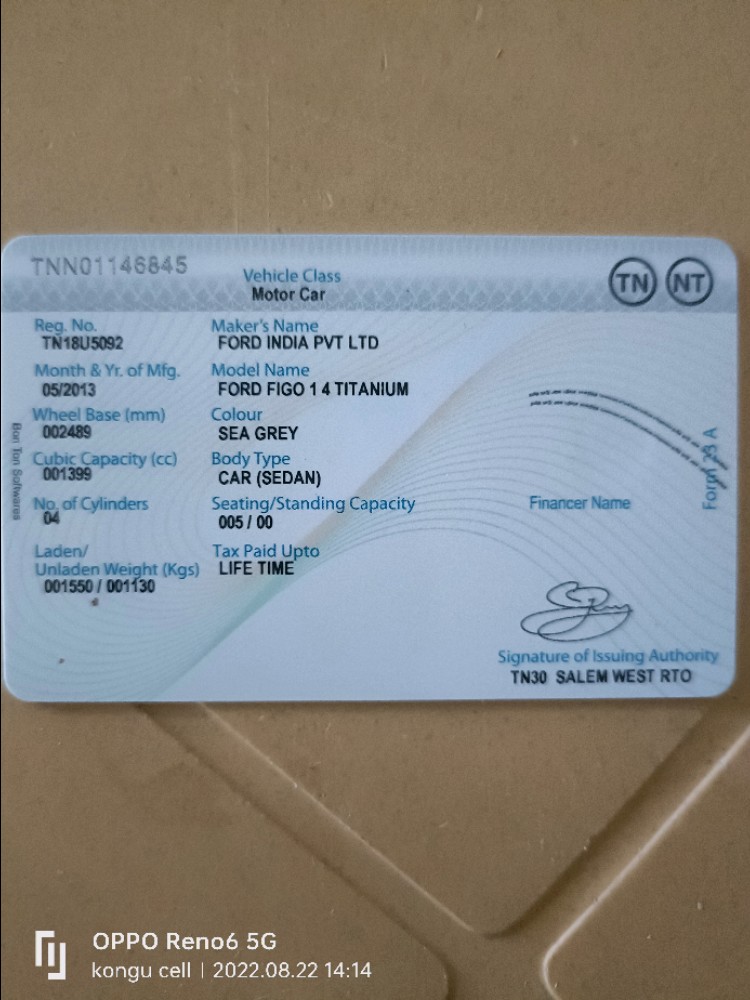 TNN01146845
Vehicle Class
Motor Car
TN
NT
Reg. No.
TN18U5092
Maker's Name
FORD INDIA PVT LTD
Month & Yr. of Mfg.
05/2013
Model Name
FORD FIGO 1 4 TITANIUM
Wheel Base (mm)
002489
Colour
SEA GREY
Cubic Capacity (cc)
001399
Body Type
CAR (SEDAN)
No. of Cylinders
04
Seating/Standing Capacity
005 / 00
Financer Name
Laden/
Unladen Weight (Kgs)
001550 / 001130
Tax Paid Upto
LIFE TIME
Signature of Issuing Authority
TN30 SALEM WEST RTO
Form 23 A
Bon Ton Softwares
OPPO Reno6 5G
kongu cell | 2022.08.22 14:14